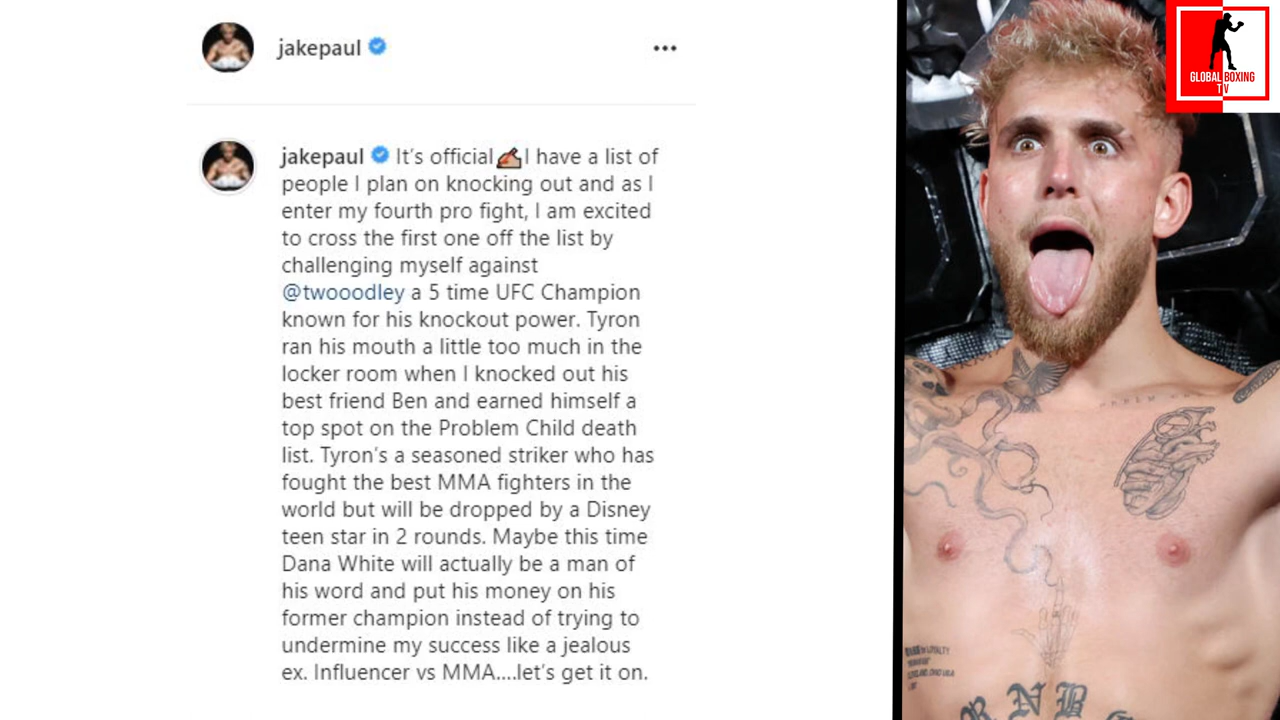 jakepaul
jakepaul It's official✍I have a list of
people I plan on knocking out and as I
enter my fourth pro fight, I am excited
to cross the first one off the list by
challenging myself against
@twooodley a 5 time UFC Champion
known for his knockout power. Tyron
ran his mouth a little too much in the
locker room when I knocked out his
best friend Ben and earned himself a
top spot on the Problem Child death
list. Tyron's a seasoned striker who has
fought the best MMA fighters in the
world but will be dropped by a Disney
teen star in 2 rounds. Maybe this time
Dana White will actually be a man of
his word and put his money on his
former champion instead of trying to
undermine my success like a jealous
ex. Influencer vs MMA....let's get it on.
GLOBAL BOXING
TV
LOYALTY